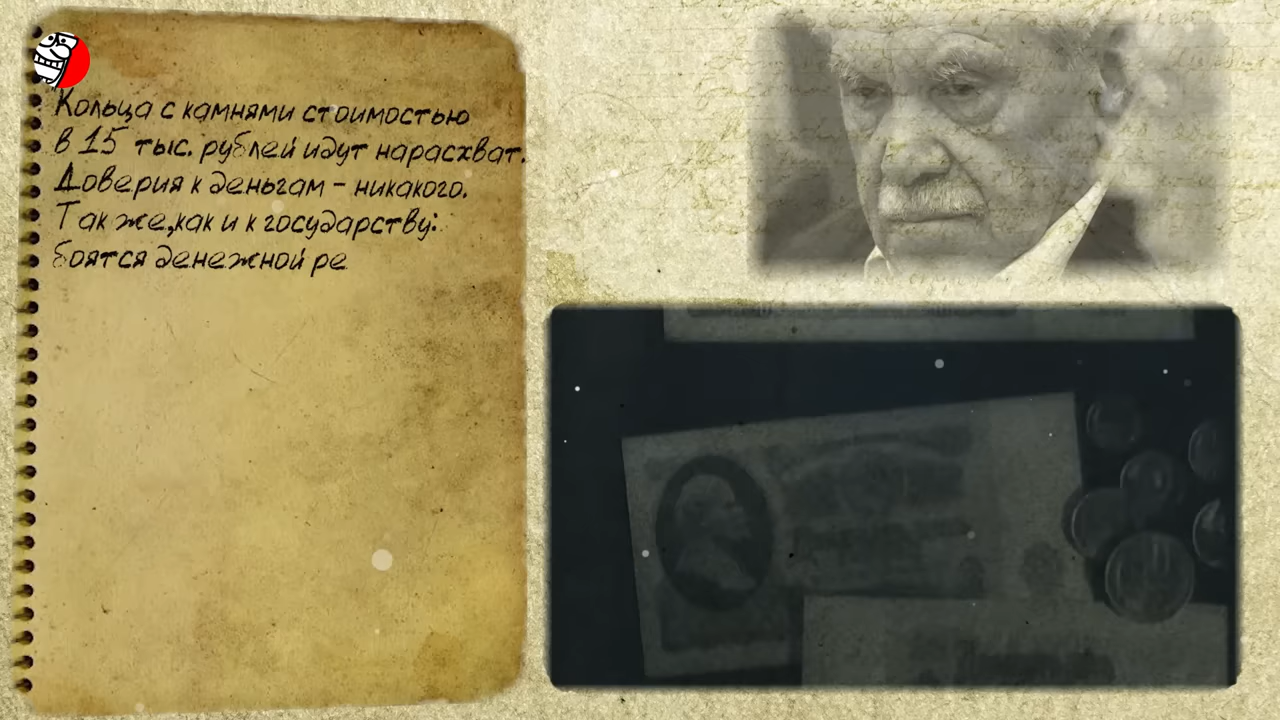 Кольца с камнями стоимостью
в 15 тыс. рублей идут нарасхват.
Доверия к деньгам – никакого.
Так же,как и к государству:
боятся денежной ре